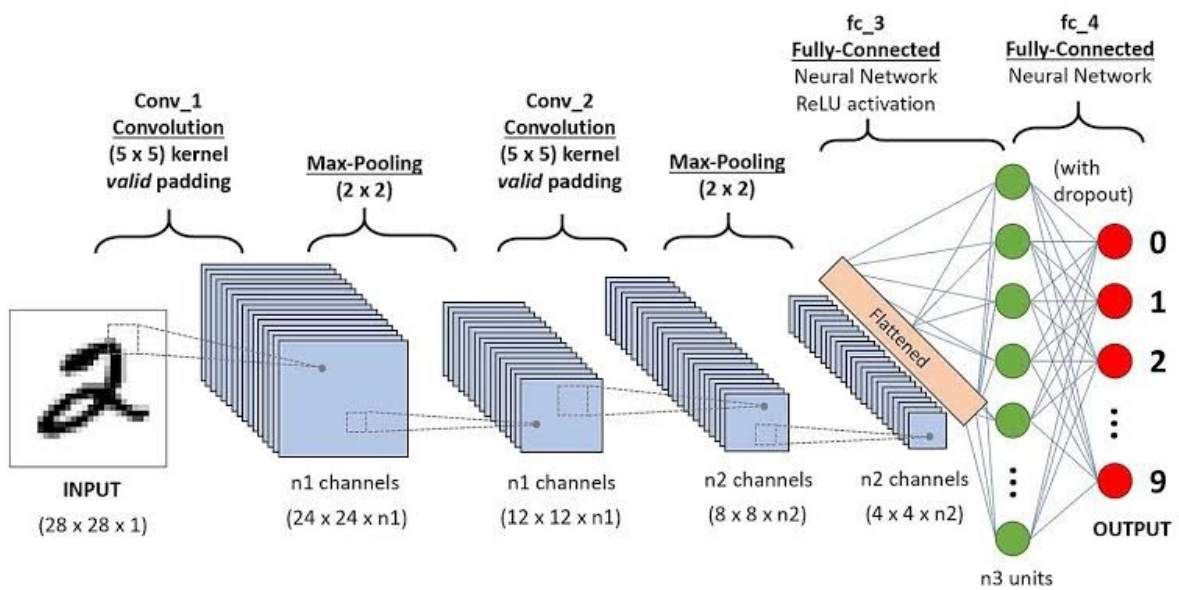 fc_3
Fully-Connected
Neural Network
ReLU activation
fc_4
Fully-Connected
Neural Network
Conv_1
Convolution
(5 x 5) kernel
valid padding
Max-Pooling
(2 x 2)
Conv_2
Convolution
(5 x 5) kernel
valid padding
Max-Pooling
(2 x 2)
(with
dropout)
Flattened
0
1
2
...
9
...
INPUT
(28 x 28 x 1)
n1 channels
(24 x 24 x n1)
n1 channels
(12 x 12 x n1)
n2 channels
(8 x 8 x n2)
n2 channels
(4 x 4 x n2)
OUTPUT
n3 units